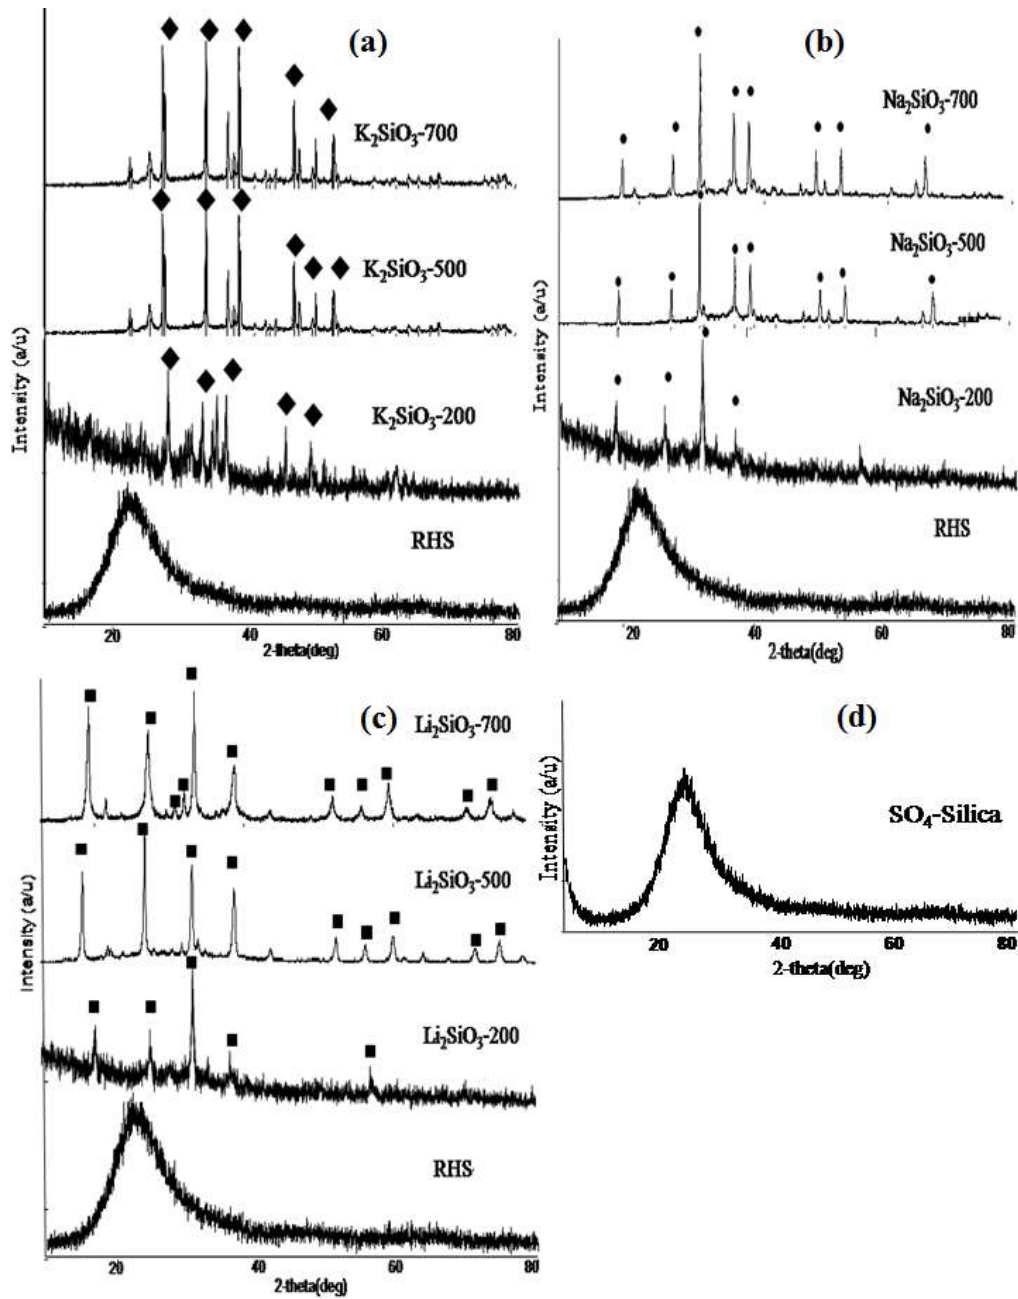 (a)
K₂SiO₃-700
K₂SiO₃-500
K₂SiO₃-200
RHS
Intensity (a/u)
20 40 60 80
2-theta(deg)
(b)
Na₂SiO₃-700
Na₂SiO₃-500
Na₂SiO₃-200
RHS
Intensity (a/u)
20 40 60 80
2-theta(deg)
(c)
Li₂SiO₃-700
Li₂SiO₃-500
Li₂SiO₃-200
RHS
Intensity (a/u)
20 40 60 80
2-theta(deg)
(d)
SO₄-Silica
Intensity (a/u)
20 40 60 80
2-theta(deg)